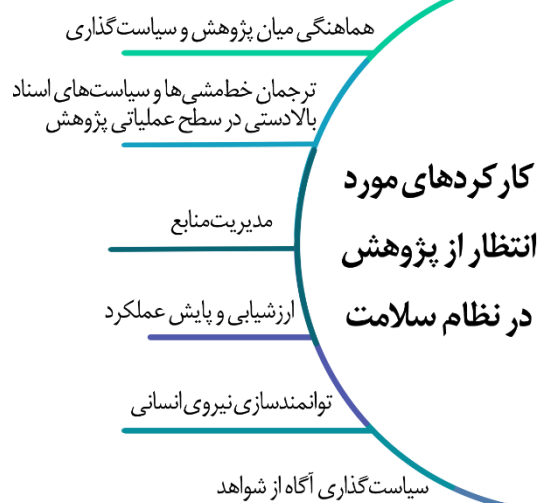 کارکردهای مورد
انتظار از پژوهش
در نظام سلامت
هماهنگی میان پژوهش و سیاست‌گذاری
ترجمان خط‌مشی‌ها و سیاست‌های اسناد
بالادستی در سطح عملیاتی پژوهش
مدیریت‌منابع
ارزشیابی و پایش عملکرد
توانمندسازی نیروی انسانی
سیاست‌گذاری آگاه از شواهد